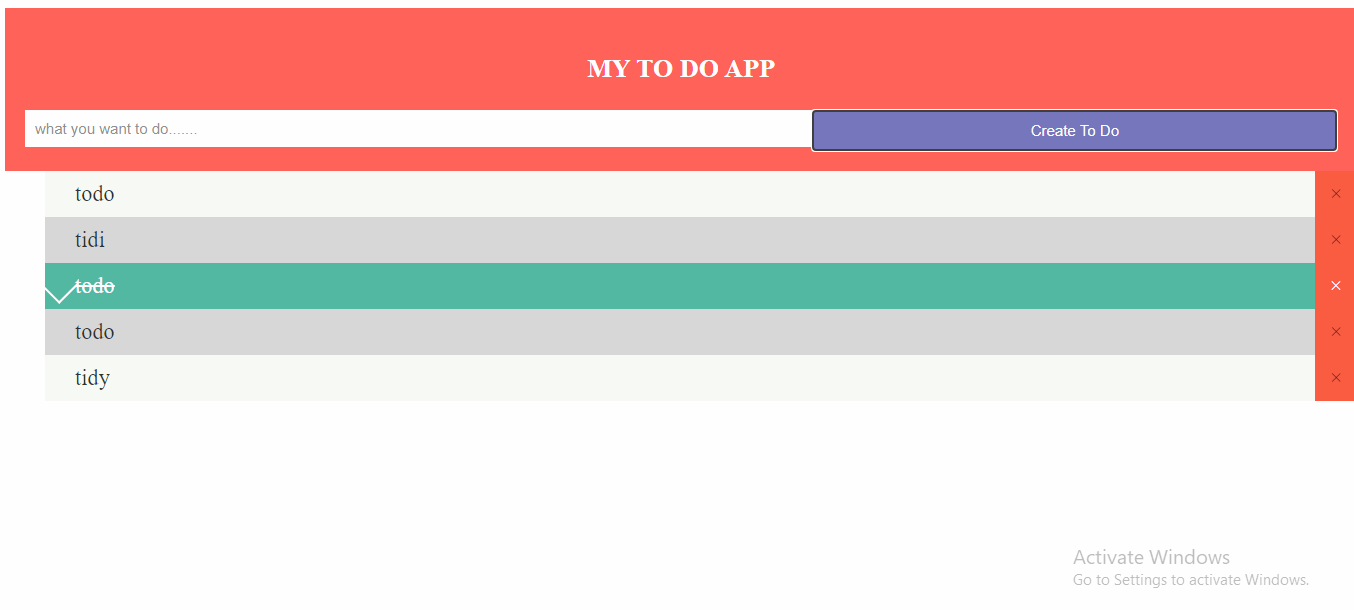 MY TO DO APP
what you want to do.......
Create To Do
todo ×
tidi ×
todo ×
todo ×
tidy ×
Activate Windows
Go to Settings to activate Windows.